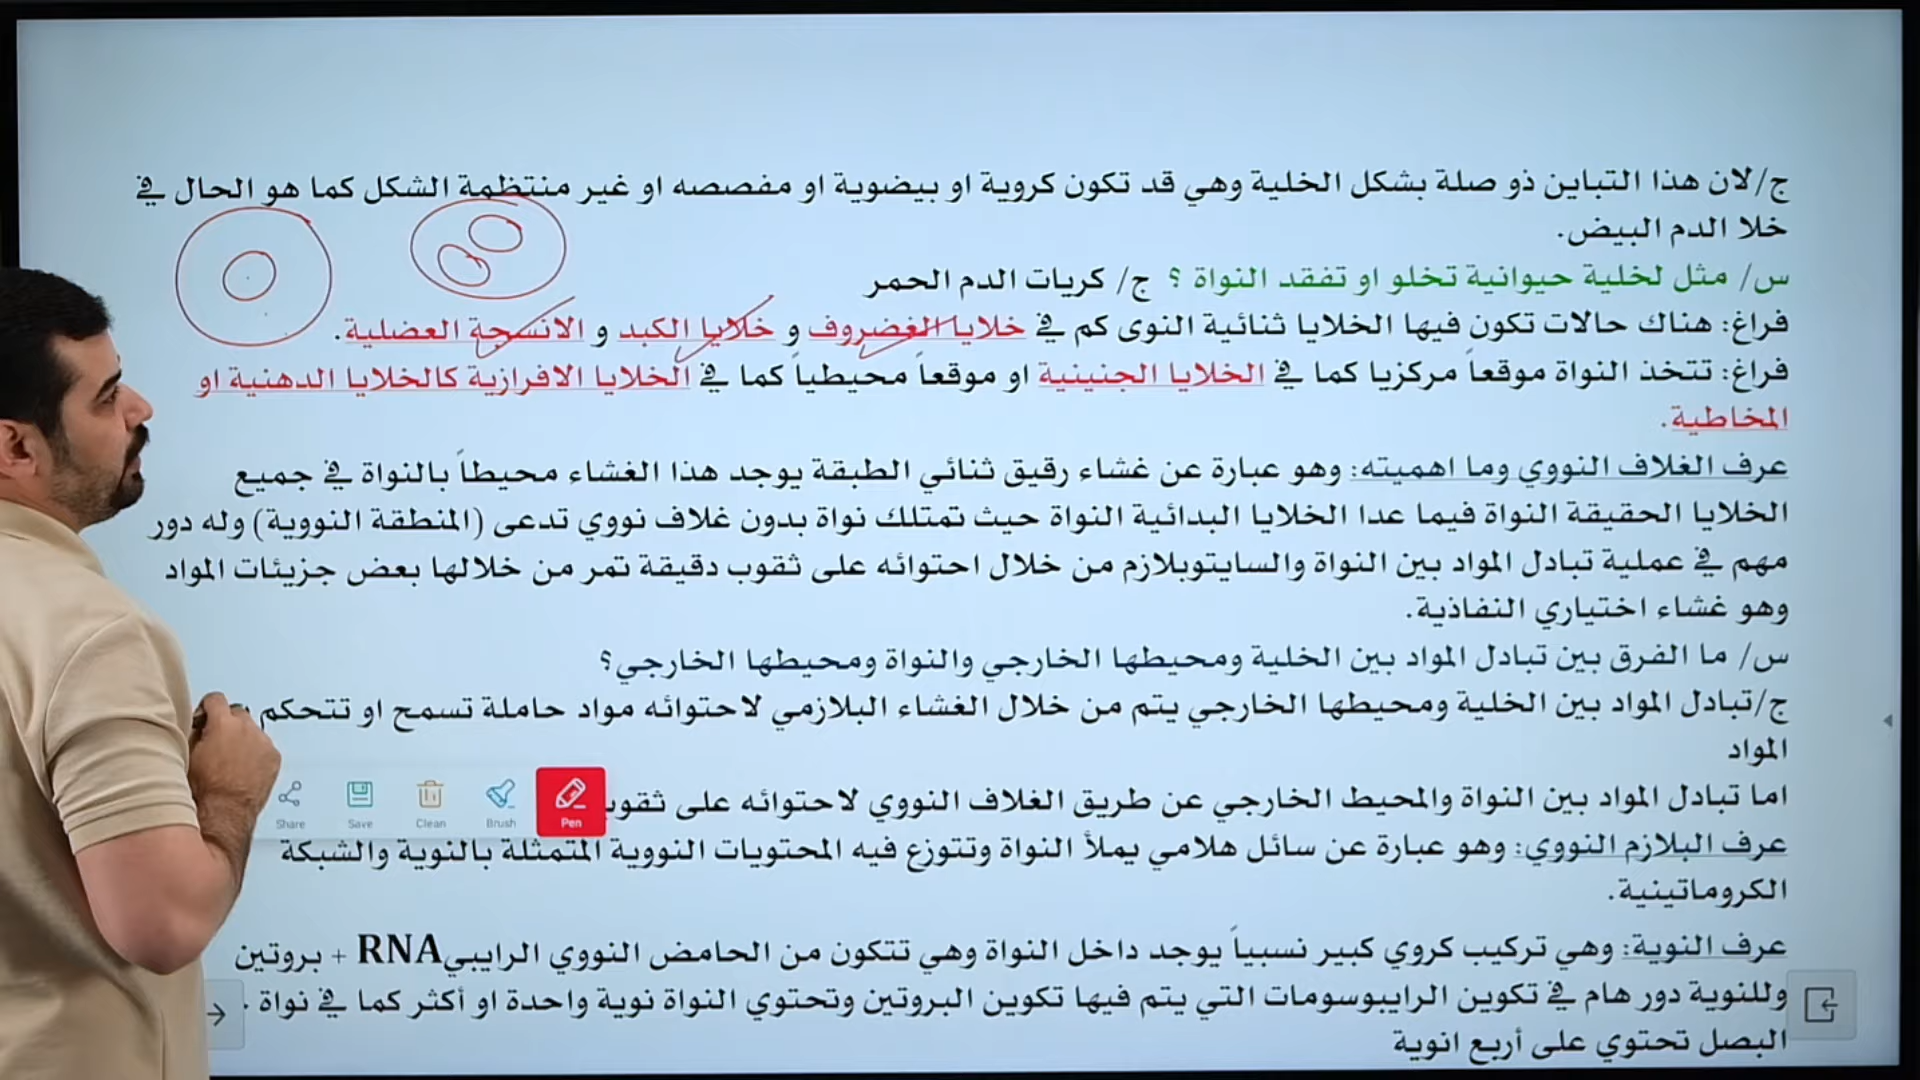 ج/لان هذا التباين ذو صلة بشكل الخلية وهي قد تكون كروية او بيضوية او مفصصه او غير منتظمة الشكل كما هو الحال في
خلا الدم البيض.
س/ مثل لخلية حيوانية تخلو او تفقد النواة ؟ ج/ كريات الدم الحمر
فراغ: هناك حالات تكون فيها الخلايا ثنائية النوى كم في خلايا الغضروف و خلايا الكبد و الانسجة العضلية.
فراغ: تتخذ النواة موقعاً مركزيا كما في الخلايا الجنينية او موقعاً محيطياً كما في الخلايا الافرازية كالخلايا الدهنية او
المخاطية.
عرف الغلاف النووي وما اهميته: وهو عبارة عن غشاء رقيق ثنائي الطبقة يوجد هذا الغشاء محيطاً بالنواة في جميع
الخلايا الحقيقة النواة فيما عدا الخلايا البدائية النواة حيث تمتلك نواة بدون غلاف نووي تدعى (المنطقة النووية) وله دور
مهم في عملية تبادل المواد بين النواة والسايتوبلازم من خلال احتوائه على ثقوب دقيقة تمر من خلالها بعض جزيئات المواد
وهو غشاء اختياري النفاذية.
س/ ما الفرق بين تبادل المواد بين الخلية ومحيطها الخارجي والنواة ومحيطها الخارجي؟
ج/تبادل المواد بين الخلية ومحيطها الخارجي يتم من خلال الغشاء البلازمي لاحتوائه مواد حاملة تسمح او تتحكم
المواد
اما تبادل المواد بين النواة والمحيط الخارجي عن طريق الغلاف النووي لاحتوائه على ثقوب
Share Save Clean Brush Pen
عرف البلازم النووي: وهو عبارة عن سائل هلامي يملأ النواة وتتوزع فيه المحتويات النووية المتمثلة بالنوية والشبكة
الكروماتينية.
عرف النوية: وهي تركيب كروي كبير نسبياً يوجد داخل النواة وهي تتكون من الحامض النووي الرايبيRNA + بروتين
وللنوية دور هام في تكوين الرايبوسومات التي يتم فيها تكوين البروتين وتحتوي النواة نوية واحدة او أكثر كما في نواة
البصل تحتوي على أربع انوية